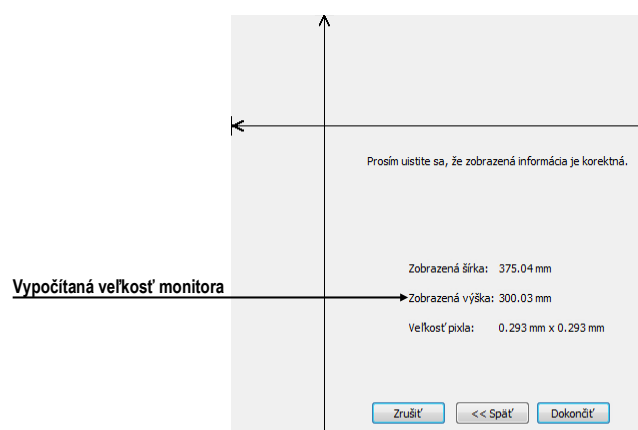 Prosím uistite sa, že zobrazená informácia je korektná.
Zobrazená šírka: 375.04 mm
Vypočítaná veľkosť monitora
Zobrazená výška: 300.03 mm
Veľkosť pixla: 0.293 mm x 0.293 mm
Zrušiť << Späť Dokončiť